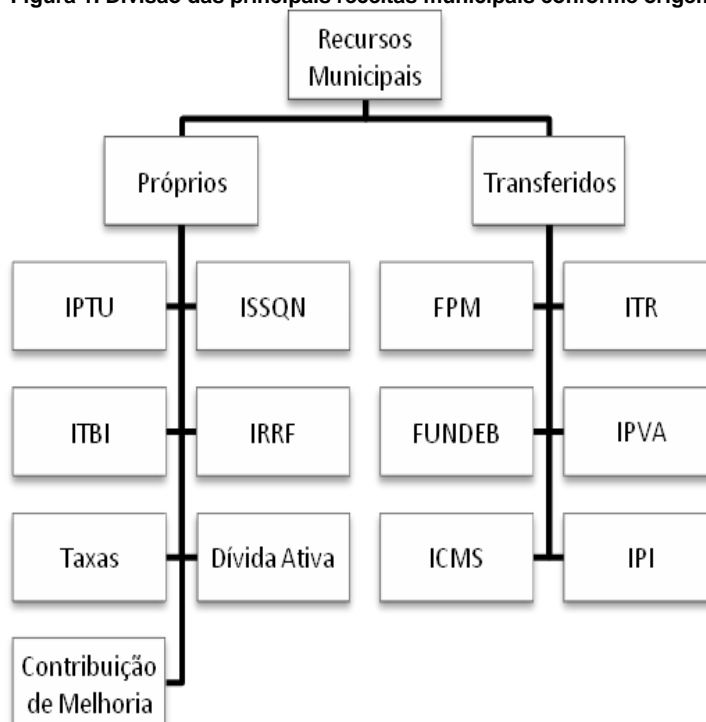 Figura 1: Divisão das principais receitas municipais conforme origem
Recursos
Municipais
Próprios
Transferidos
IPTU
ISSQN
FPM
ITR
ITBI
IRRF
FUNDEB
IPVA
Taxas
Dívida Ativa
ICMS
IPI
Contribuição
de Melhoria